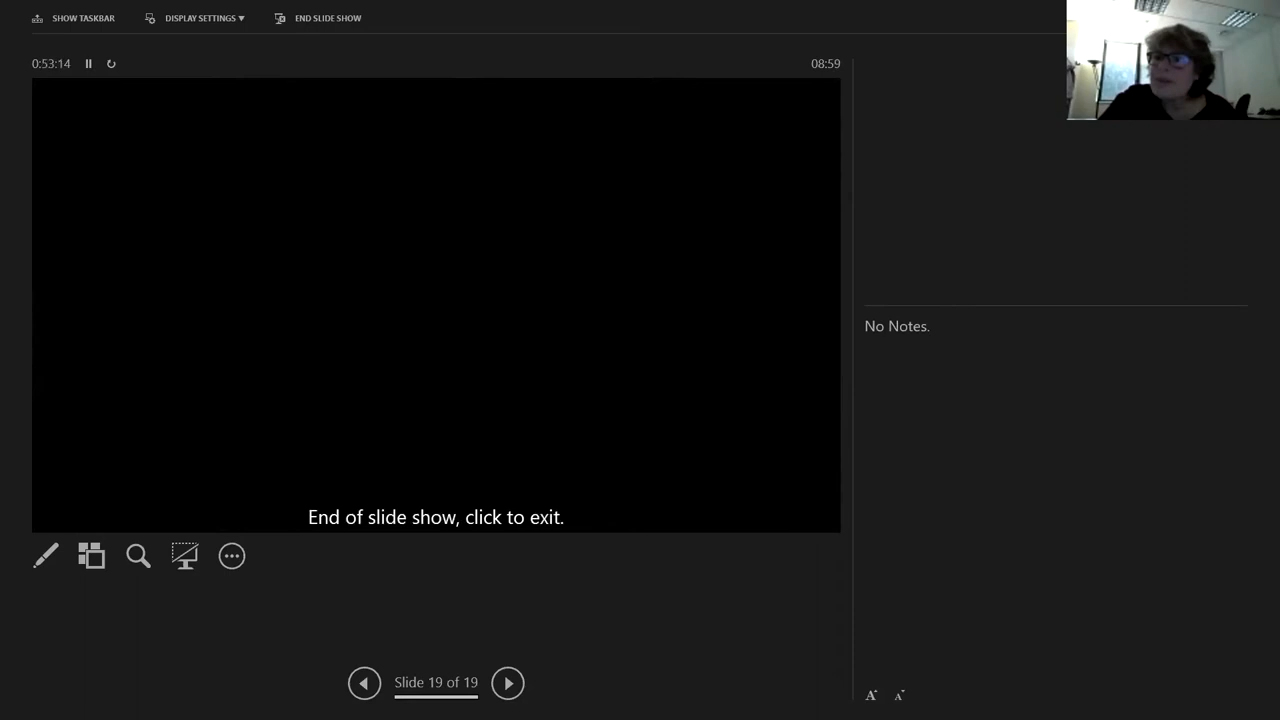 SHOW TASKBAR
DISPLAY SETTINGS ▼
END SLIDE SHOW
0:53:14
08:59
End of slide show, click to exit.
No Notes.
Slide 19 of 19
A A